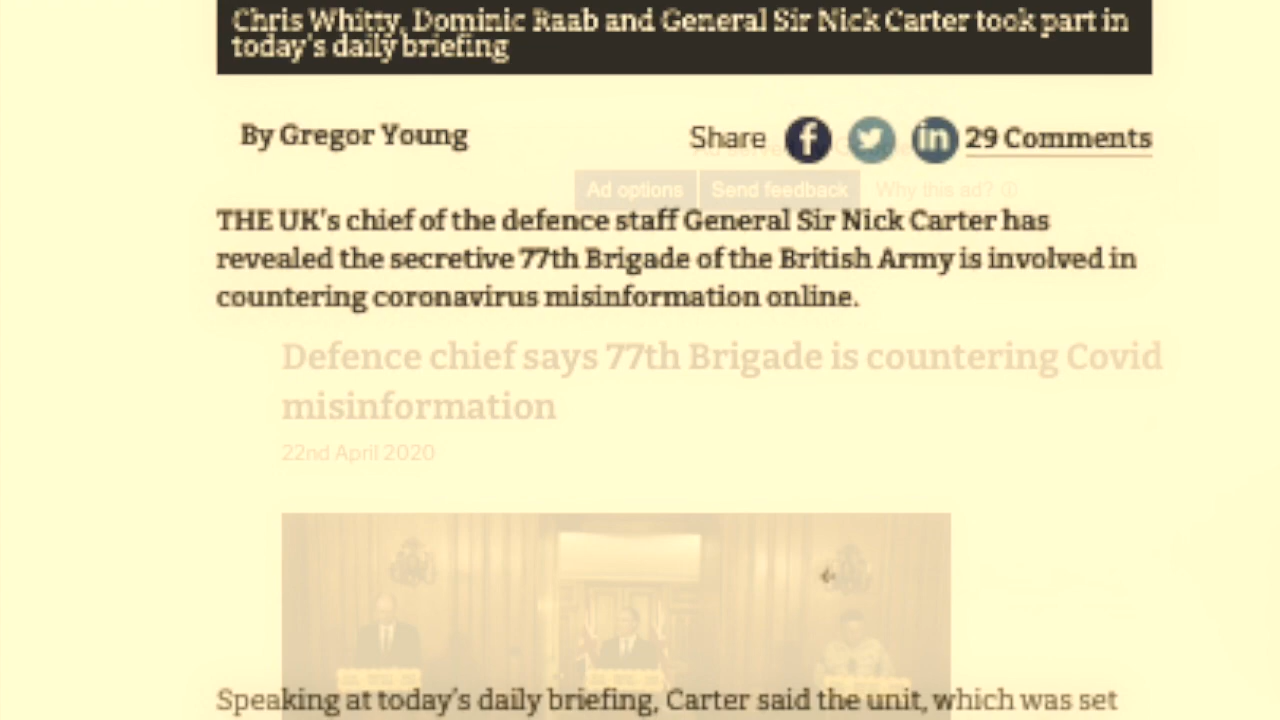 Chris Whitty, Dominic Raab and General Sir Nick Carter took part in
today's daily briefing
By Gregor Young
Share
29 Comments
Ad options
Send feedback
Why this ad?
THE UK's chief of the defence staff General Sir Nick Carter has
revealed the secretive 77th Brigade of the British Army is involved in
countering coronavirus misinformation online.
Defence chief says 77th Brigade is countering Covid
misinformation
22nd April 2020
Speaking at today's daily briefing, Carter said the unit, which was set